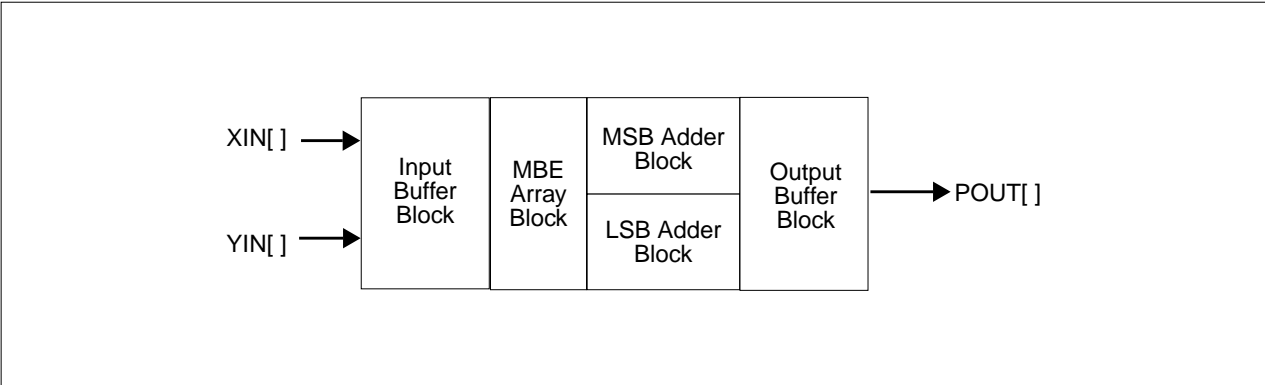 XIN[ ]
YIN[ ]
Input
Buffer
Block
MBE
Array
Block
MSB Adder
Block
LSB Adder
Block
Output
Buffer
Block
POUT[ ]